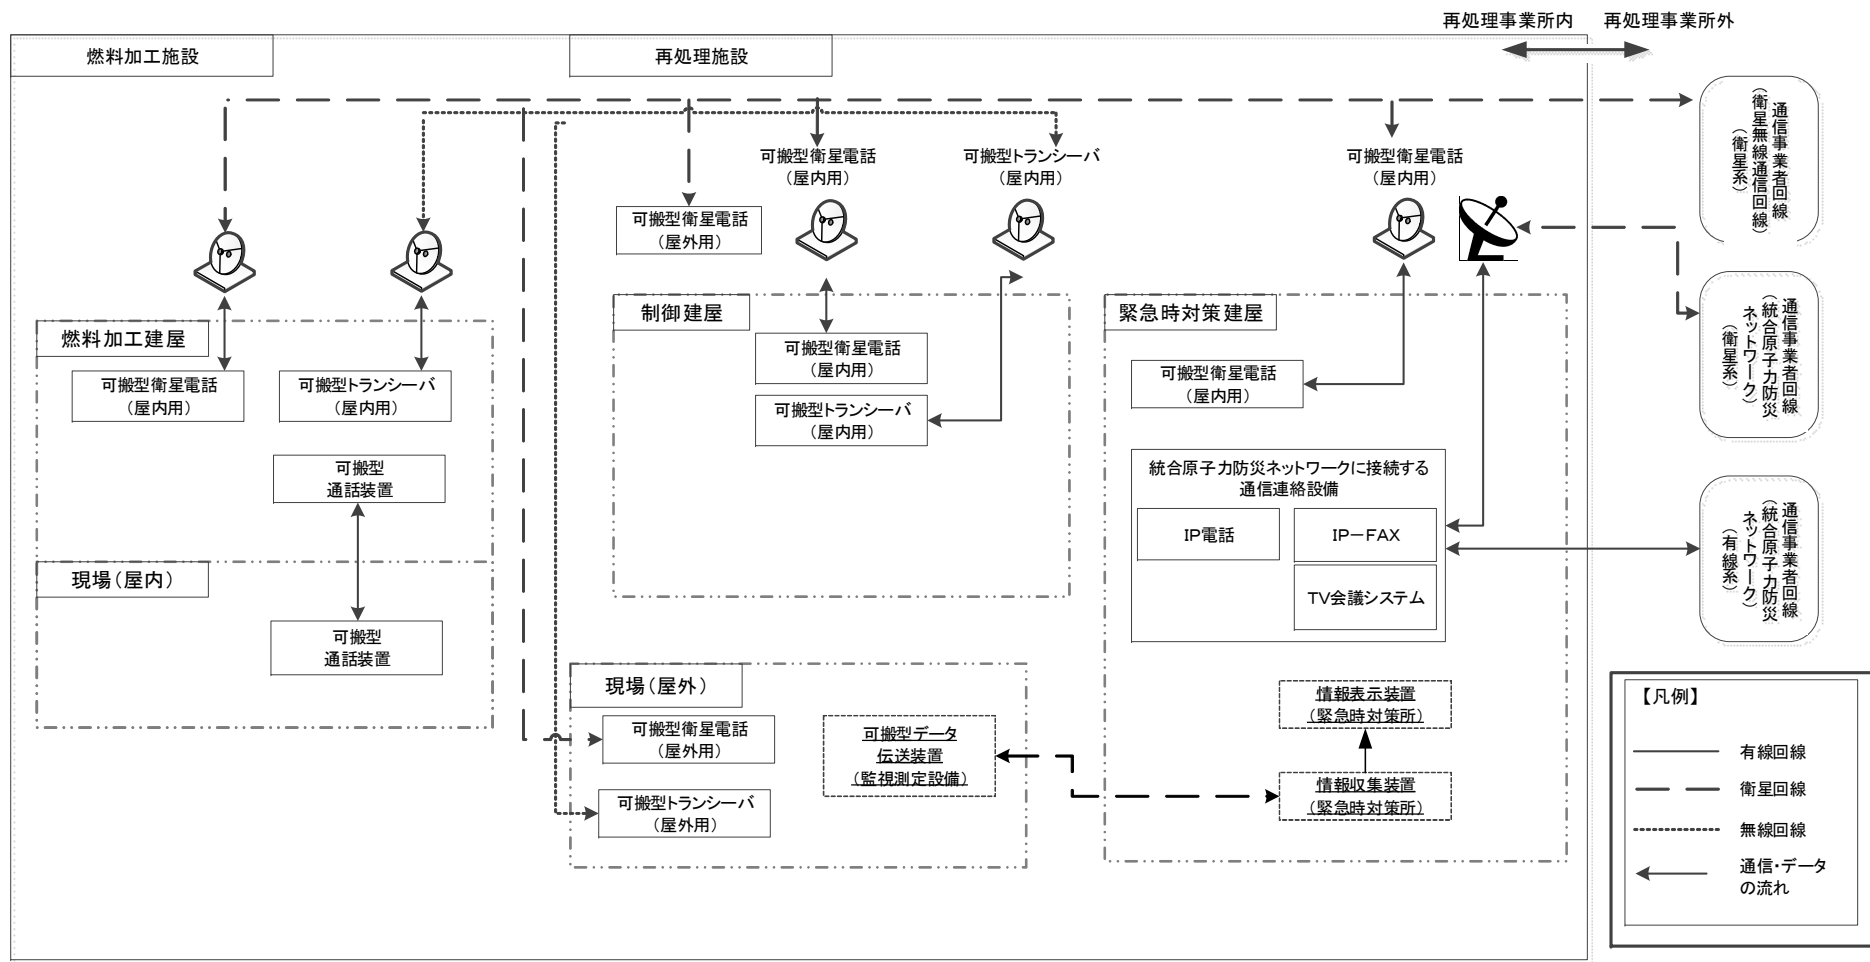 再処理事業所内
再処理事業所外
燃料加工施設
再処理施設
可搬型衛星電話
（屋内用）
可搬型トランシーバ
（屋内用）
可搬型衛星電話
（屋内用）
可搬型衛星電話
（屋外用）
燃料加工建屋
可搬型衛星電話
（屋内用）
可搬型トランシーバ
（屋内用）
可搬型
通話装置
現場（屋内）
可搬型
通話装置
制御建屋
可搬型衛星電話
（屋内用）
可搬型トランシーバ
（屋内用）
現場（屋外）
可搬型衛星電話
（屋外用）
可搬型トランシーバ
（屋外用）
可搬型データ
伝送装置
（監視測定設備）
緊急時対策建屋
可搬型衛星電話
（屋内用）
統合原子力防災ネットワークに接続する
通信連絡設備
IP電話
IP－FAX
TV会議システム
情報表示装置
（緊急時対策所）
情報収集装置
（緊急時対策所）
通信事業者回線
（衛星無線通信回線）
（衛星系）
通信事業者回線
（統合原子力防災
ネットワーク）
（衛星系）
通信事業者回線
（統合原子力防災
ネットワーク）
（有線系）
【凡例】
有線回線
衛星回線
無線回線
通信・データ
の流れ